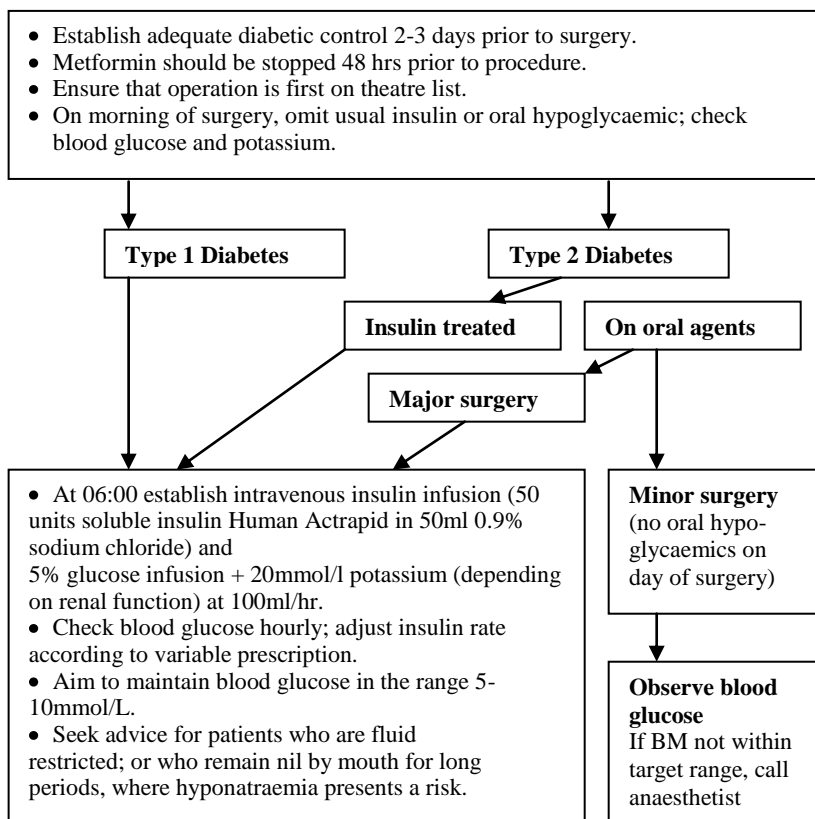 • Establish adequate diabetic control 2-3 days prior to surgery.
• Metformin should be stopped 48 hrs prior to procedure.
• Ensure that operation is first on theatre list.
• On morning of surgery, omit usual insulin or oral hypoglycaemic; check
blood glucose and potassium.
Type 1 Diabetes
Type 2 Diabetes
Insulin treated
On oral agents
Major surgery
• At 06:00 establish intravenous insulin infusion (50
units soluble insulin Human Actrapid in 50ml 0.9%
sodium chloride) and
5% glucose infusion + 20mmol/l potassium (depending
on renal function) at 100ml/hr.
• Check blood glucose hourly; adjust insulin rate
according to variable prescription.
• Aim to maintain blood glucose in the range 5-
10mmol/L.
• Seek advice for patients who are fluid
restricted; or who remain nil by mouth for long
periods, where hyponatraemia presents a risk.
Minor surgery
(no oral hypo-
glycaemics on
day of surgery)
Observe blood
glucose
If BM not within
target range, call
anaesthetist